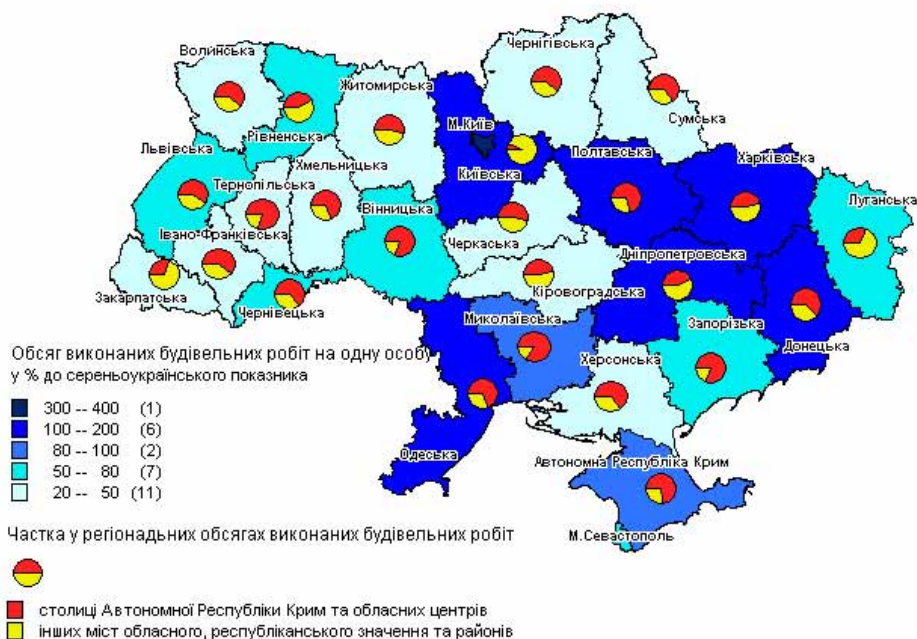 Волинська
Чернігівська
Житомирська
Сумська
Рівненська
М.Київ
Львівська
Хмельницька
Київська
Полтавська
Харківська
Тернопільська
Луганська
Вінницька
Івано-Франківська
Черкаська
Дніпропетровська
Закарпатська
Чернівецька
Кіровоградська
Миколаївська
Запорізька
Донецька
Херсонська
Одеська
Автономна Республіка Крим
М.Севастополь
Обсяг виконаних будівельних робіт на одну особу
у % до сереньоукраїнського показника
300 -- 400 (1)
100 -- 200 (6)
80 -- 100 (2)
50 -- 80 (7)
20 -- 50 (11)
Частка у регіональних обсягах виконаних будівельних робіт
столиці Автономної Республіки Крим та обласних центрів
інших міст обласного, республіканського значення та районів